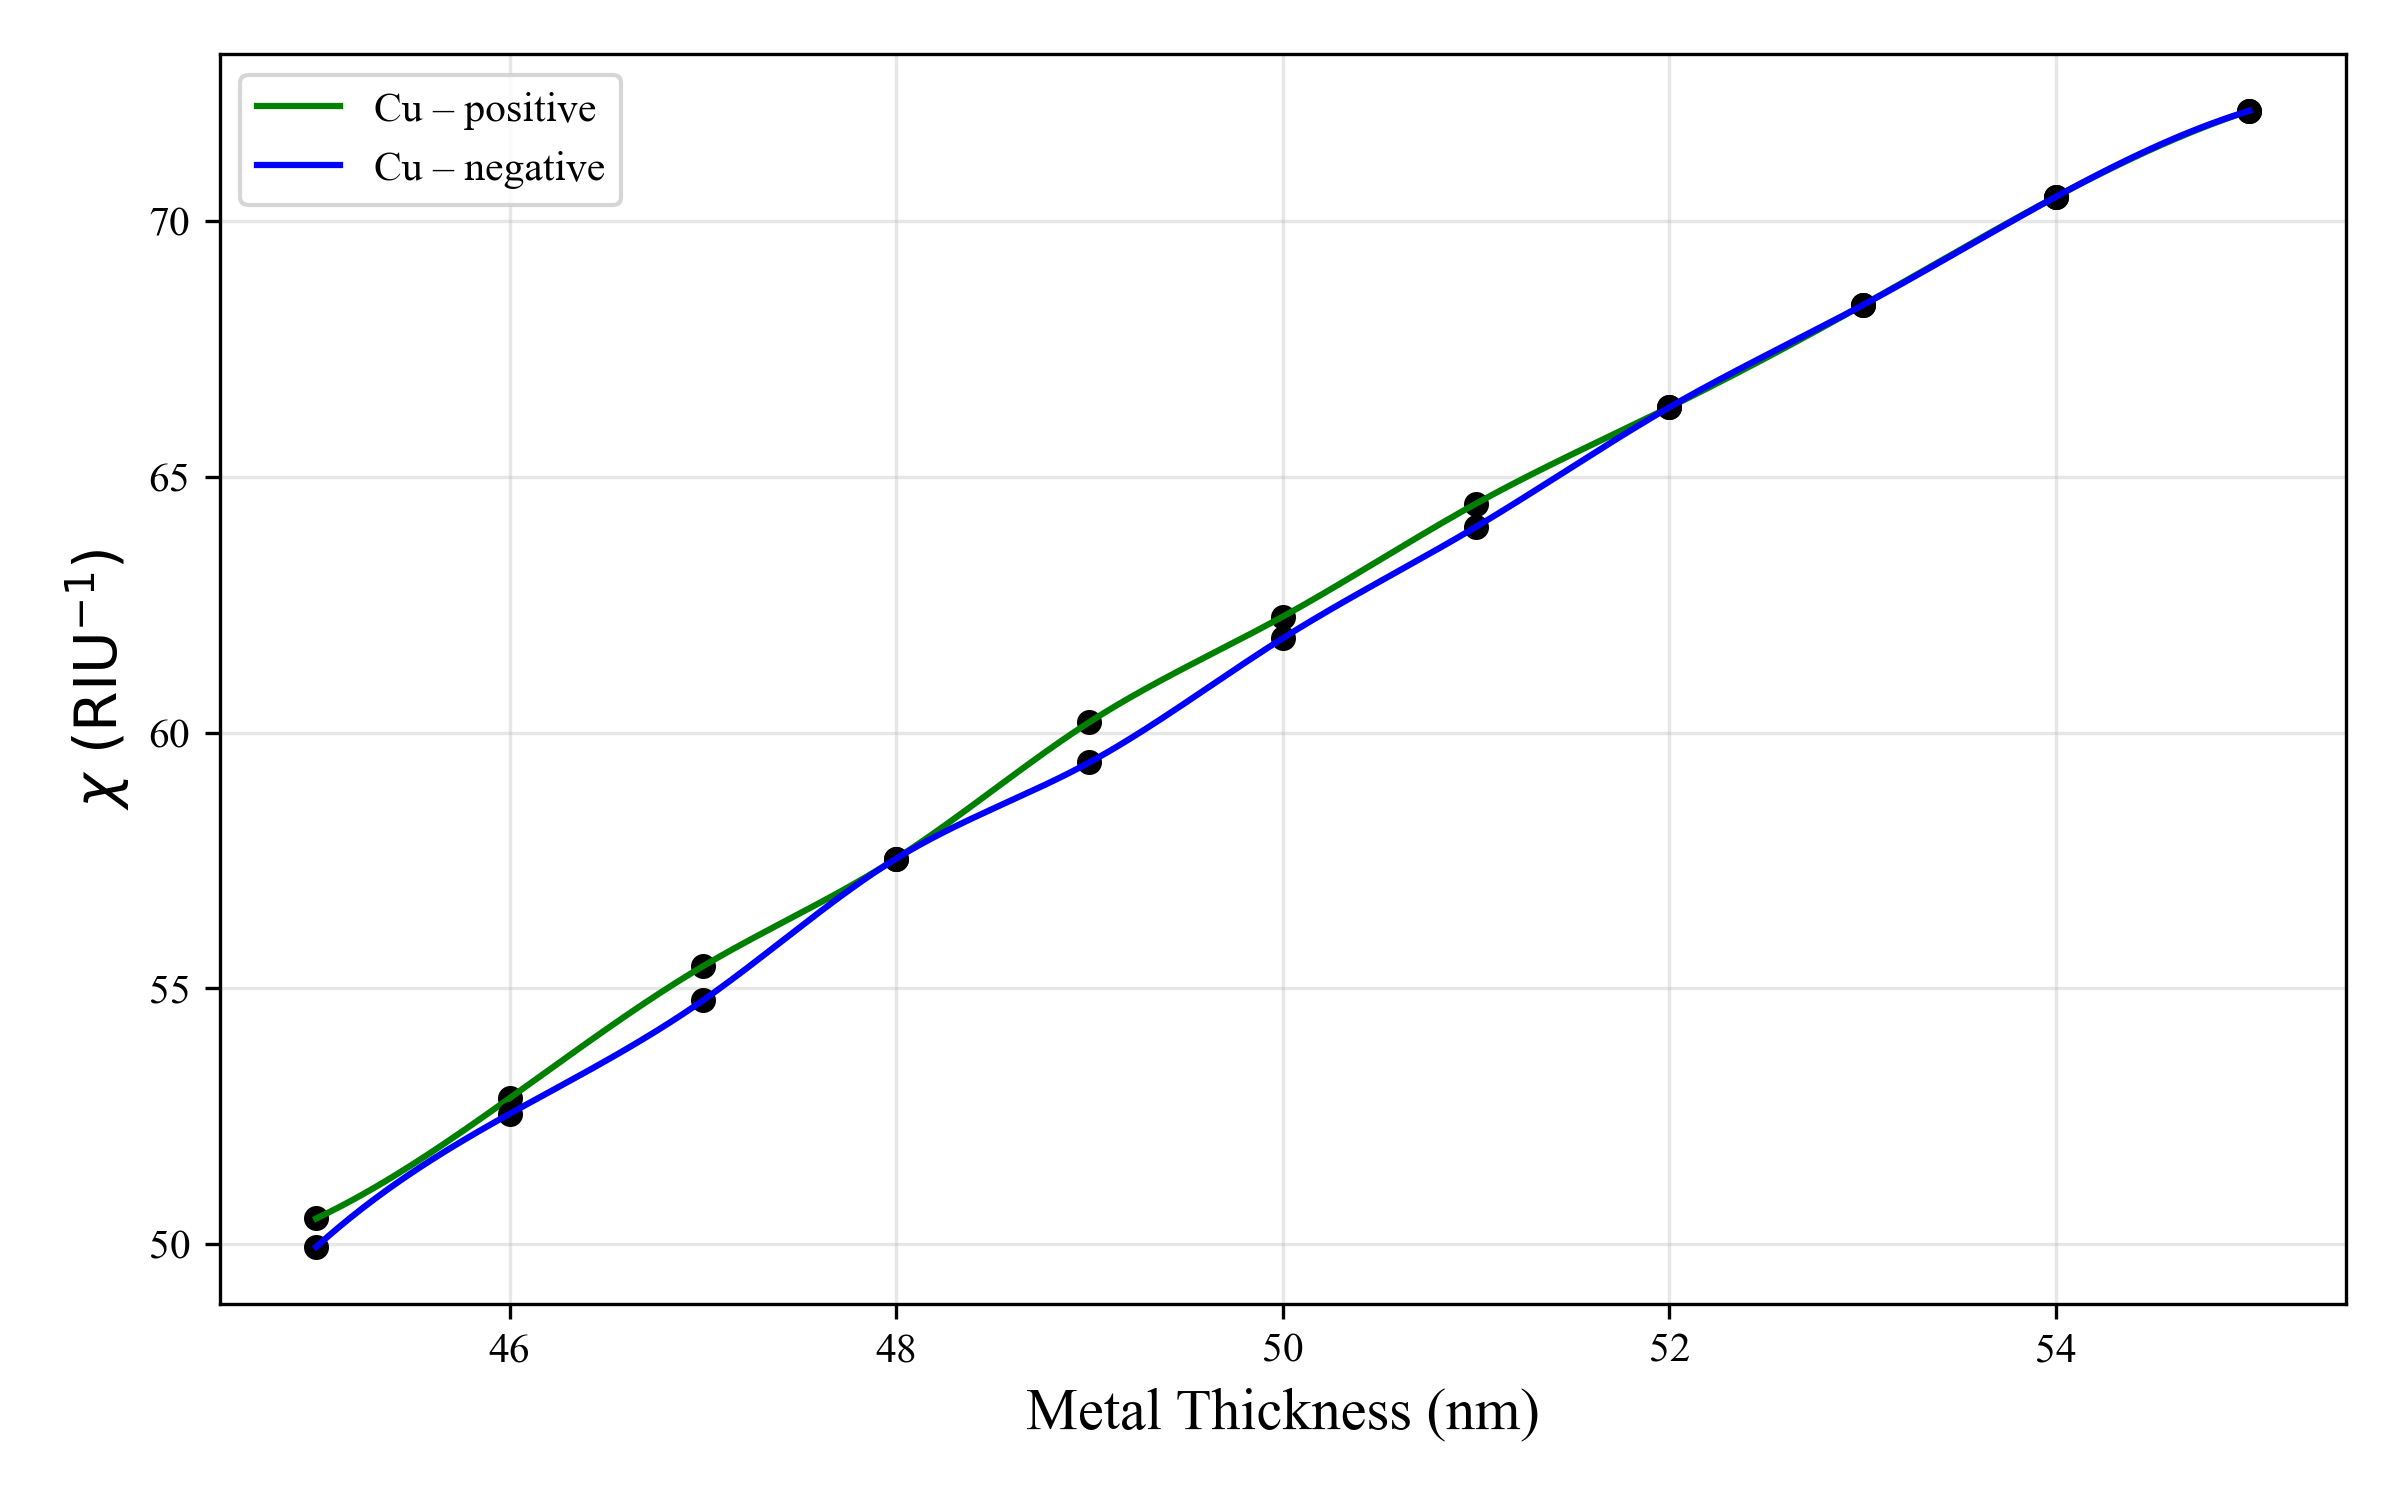 Cu – positive
Cu – negative
70
65
60
55
50
χ (RIU⁻¹)
46 48 50 52 54
Metal Thickness (nm)